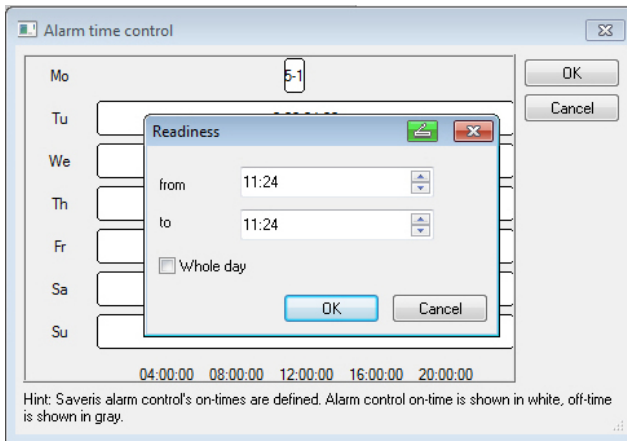 Alarm time control
Mo
5-1
OK
Tu
Cancel
Readiness
We
from
11:24
Th
to
11:24
Fr
Whole day
Sa
OK
Cancel
Su
04:00:00 08:00:00 12:00:00 16:00:00 20:00:00
Hint: Saveris alarm control's on-times are defined. Alarm control on-time is shown in white, off-time
is shown in gray.